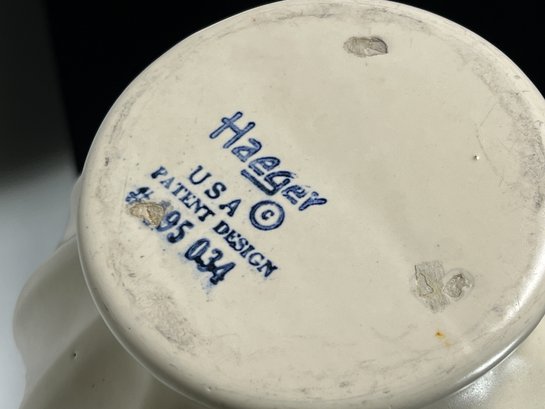 Haeger
USA ©
PATENT DESIGN
034